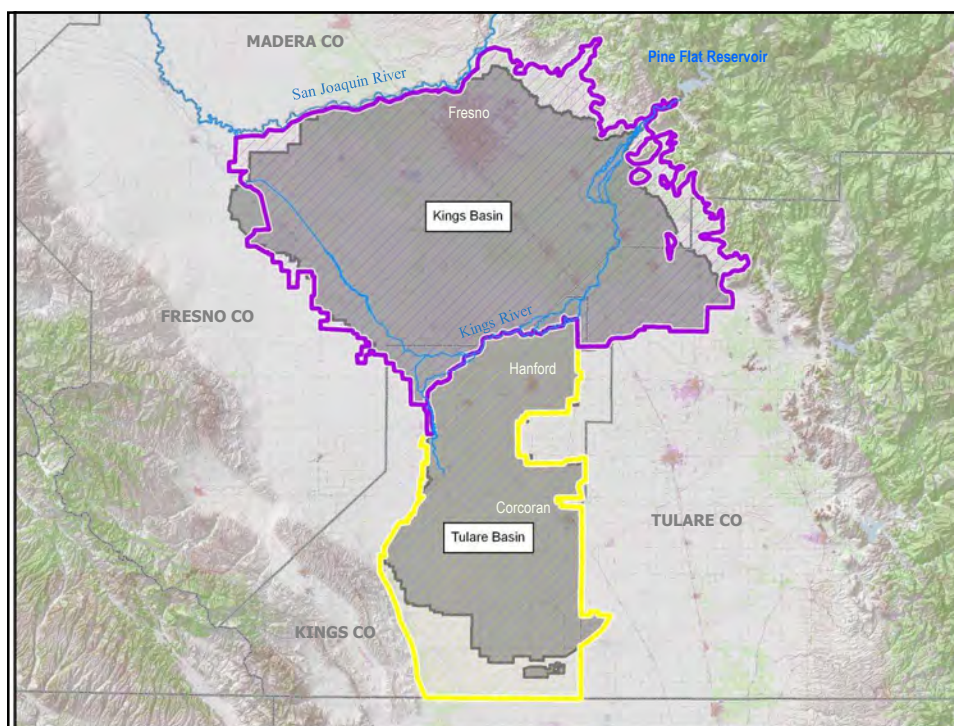 MADERA CO
Pine Flat Reservoir
San Joaquin River
Fresno
Kings Basin
FRESNO CO
Kings River
Hanford
Corcoran
TULARE CO
Tulare Basin
KINGS CO